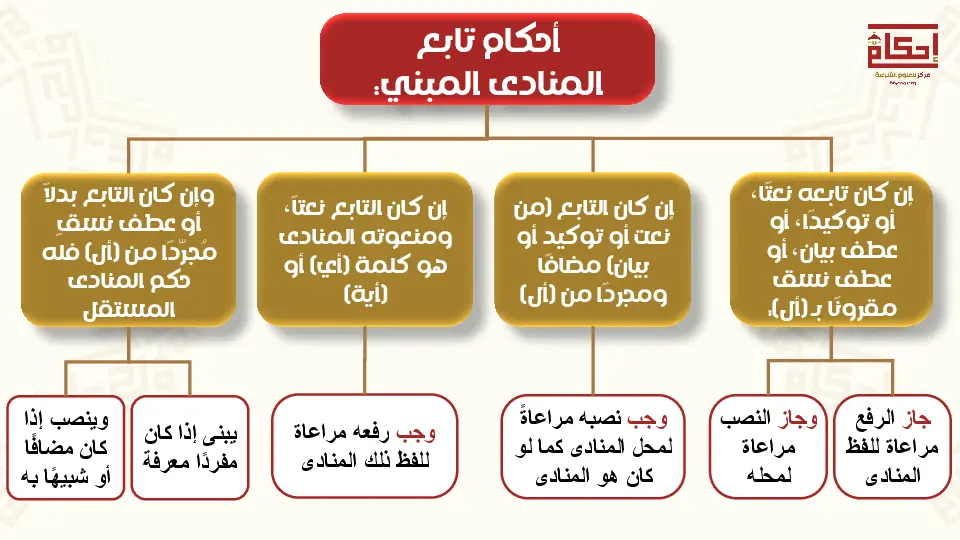 أحكام تابع
المنادى المبني:
إحكام
مركز للعلوم الشرعية
إن كان تابعه نعتًا،
أو توكيدًا، أو
عطف بيان، أو
عطف نسق
مقرونًا بـ (أل):
إن كان التابع (من
نعت أو توكيد أو
بيان) مضافًا
ومجردًا من (أل)
إن كان التابع نعتًا،
ومنعوته المنادى
هو كلمة (أي) أو
(أية)
وإن كان التابع بدلاً
أو عطف نسقٍ
مُجرّدًا من (أل) فله
حكم المنادى
المستقل
جاز الرفع
مراعاة للفظ
المنادى
وجاز النصب
مراعاة
لمحله
وجب نصبه مراعاةً
لمحل المنادى كما لو
كان هو المنادى
وجب رفعه مراعاة
للفظ ذلك المنادى
يبنى إذا كان
مفردًا معرفة
وينصب إذا
كان مضافًا
أو شبيهًا به